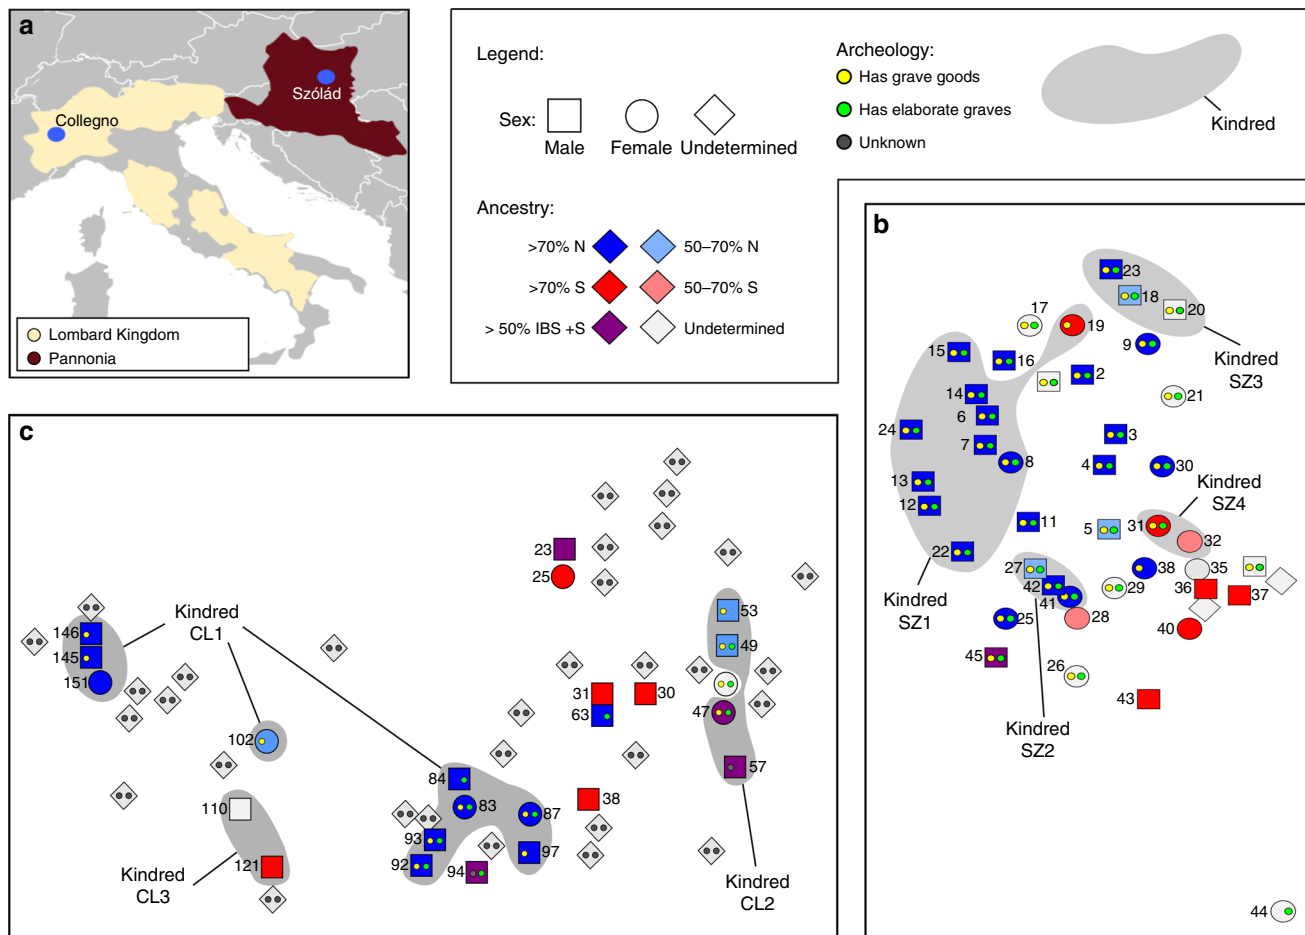 a
Szólád
Collegno
Lombard Kingdom
Pannonia
Legend:
Sex:
Male
Female
Undetermined
Archeology:
Has grave goods
Has elaborate graves
Unknown
Kindred
Ancestry:
>70% N
50–70% N
>70% S
50–70% S
> 50% IBS +S
Undetermined
b
23
18
20
17
19
9
Kindred
SZ3
15
16
2
14
21
6
24
3
7
8
4
30
13
Kindred
SZ4
12
11
5
31
32
22
27
38
35
42
29
36
37
41
Kindred
SZ1
25
28
40
45
26
43
Kindred
SZ2
44
c
23
25
53
Kindred
CL1
146
49
145
151
31
30
63
47
102
57
84
110
83
87
38
93
92
97
121
94
Kindred
CL3
Kindred
CL2